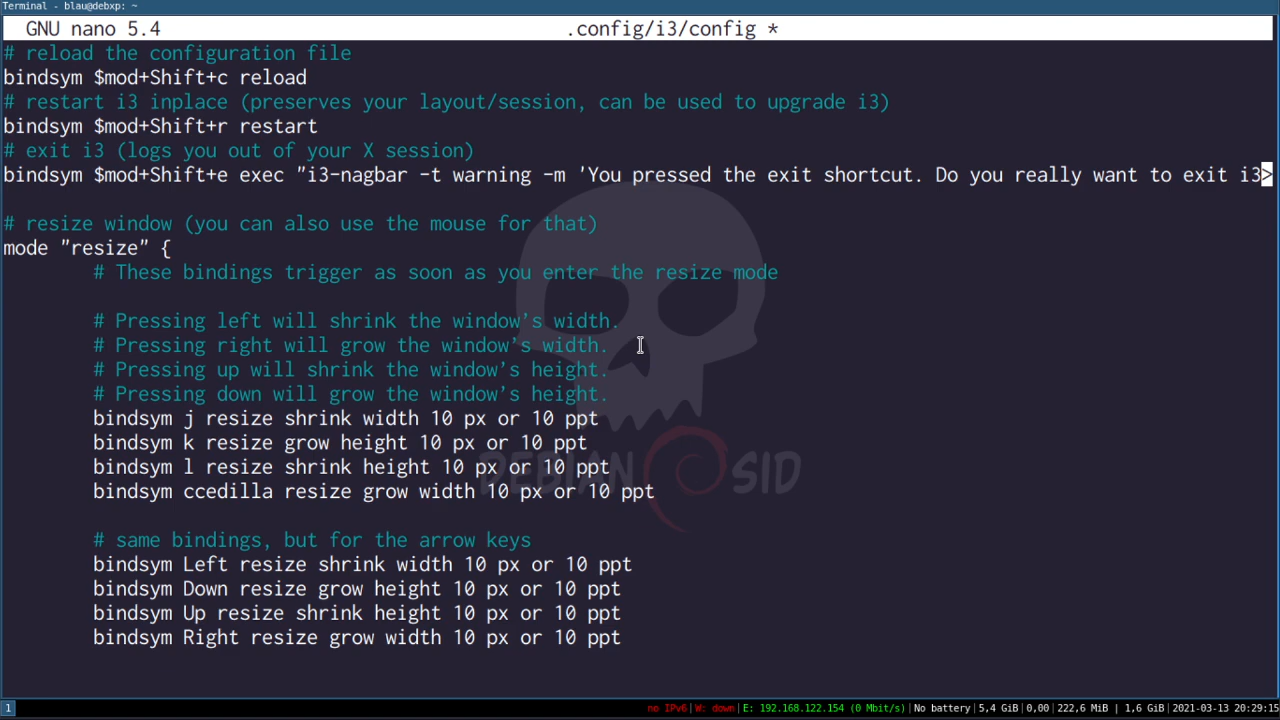 Terminal - blau@debxp: ~
GNU nano 5.4 .config/i3/config *
# reload the configuration file
bindsym $mod+Shift+c reload
# restart i3 inplace (preserves your layout/session, can be used to upgrade i3)
bindsym $mod+Shift+r restart
# exit i3 (logs you out of your X session)
bindsym $mod+Shift+e exec "i3-nagbar -t warning -m 'You pressed the exit shortcut. Do you really want to exit i3>
# resize window (you can also use the mouse for that)
mode "resize" {
# These bindings trigger as soon as you enter the resize mode
# Pressing left will shrink the window’s width.
# Pressing right will grow the window’s width.
# Pressing up will shrink the window’s height.
# Pressing down will grow the window’s height.
bindsym j resize shrink width 10 px or 10 ppt
bindsym k resize grow height 10 px or 10 ppt
bindsym l resize shrink height 10 px or 10 ppt
bindsym ccedilla resize grow width 10 px or 10 ppt
DEBIAN SID
# same bindings, but for the arrow keys
bindsym Left resize shrink width 10 px or 10 ppt
bindsym Down resize grow height 10 px or 10 ppt
bindsym Up resize shrink height 10 px or 10 ppt
bindsym Right resize grow width 10 px or 10 ppt
1 no IPv6|W: down|E: 192.168.122.154 (0 Mbit/s)|No battery|5,4 GiB|0,00|222,6 MiB | 1,6 GiB|2021-03-13 20:29:15